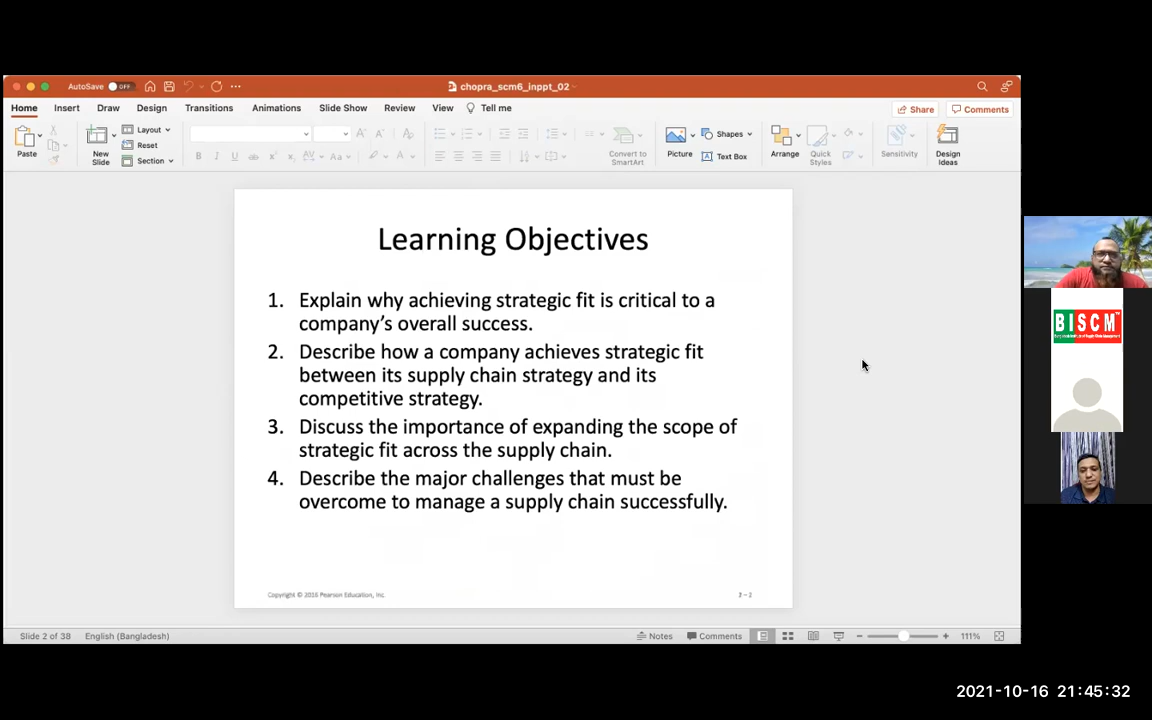 AutoSave OFF
chopra_scm6_inppt_02
Home Insert Draw Design Transitions Animations Slide Show Review View Tell me
Share Comments
Paste
New Slide
Layout
Reset
Section
Convert to SmartArt
Picture
Shapes
Text Box
Arrange
Quick Styles
Sensitivity
Design Ideas
Learning Objectives
1. Explain why achieving strategic fit is critical to a
company’s overall success.
2. Describe how a company achieves strategic fit
between its supply chain strategy and its
competitive strategy.
3. Discuss the importance of expanding the scope of
strategic fit across the supply chain.
4. Describe the major challenges that must be
overcome to manage a supply chain successfully.
Copyright © 2016 Pearson Education, Inc.
2 – 2
BISCM
Slide 2 of 38 English (Bangladesh)
Notes Comments 111%
2021-10-16 21:45:32